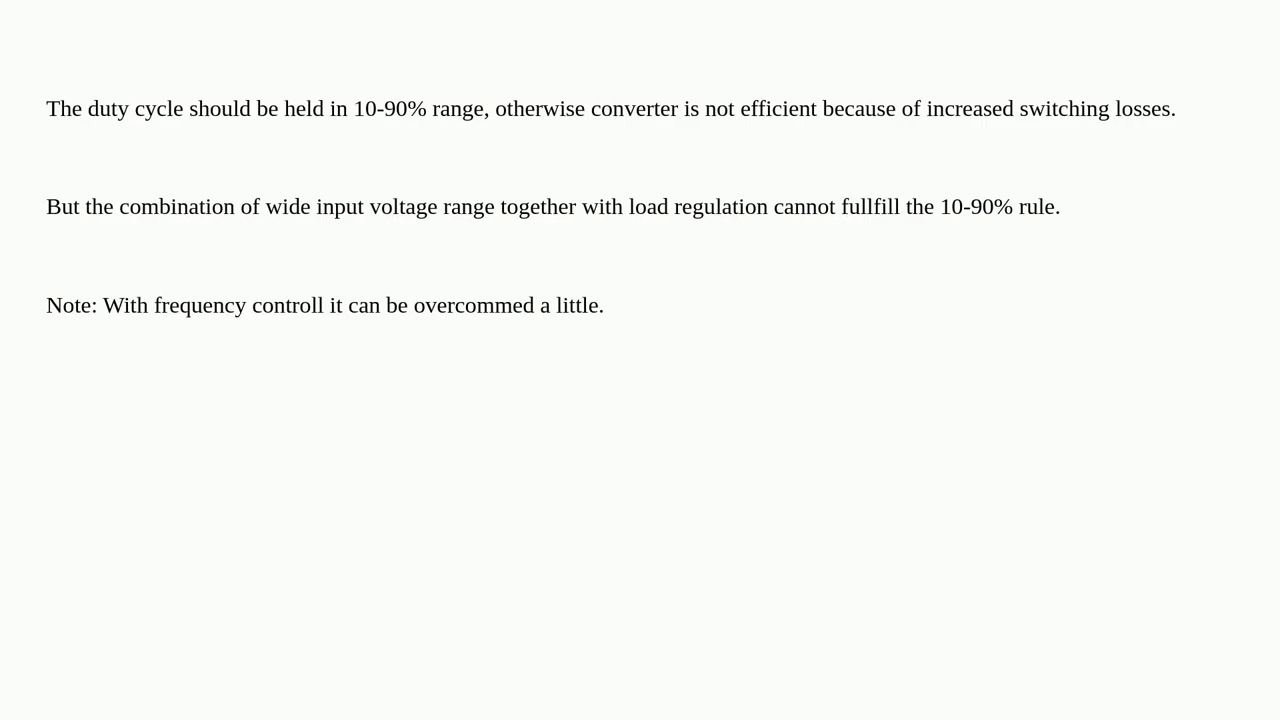 The duty cycle should be held in 10-90% range, otherwise converter is not efficient because of increased switching losses.
But the combination of wide input voltage range together with load regulation cannot fullfill the 10-90% rule.
Note: With frequency controll it can be overcommed a little.